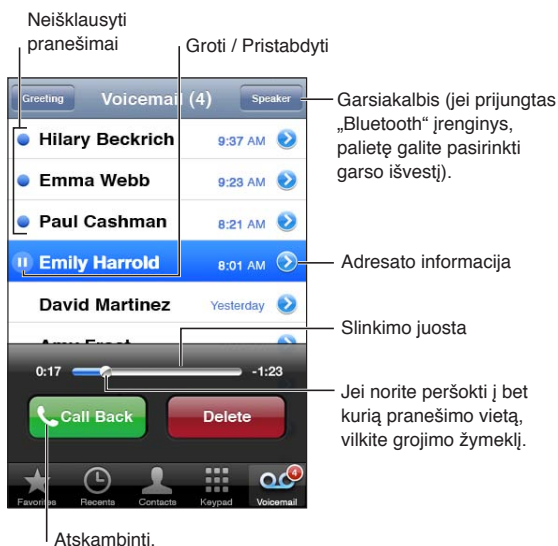 Neišklausyti
pranešimai
Groti / Pristabdyti
Greeting
Voicemail (4)
Speaker
Hilary Beckrich
9:37 AM
Emma Webb
9:23 AM
Paul Cashman
8:21 AM
Emily Harrold
8:01 AM
David Martinez
Yesterday
Amy Frost
0:17
-1:23
Call Back
Delete
Favorites
Recents
Contacts
Keypad
4
Voicemail
Garsiakalbis (jei prijungtas
„Bluetooth“ įrenginys,
palietę galite pasirinkti
garso išvestį).
Adresato informacija
Slinkimo juosta
Jei norite peršokti į bet
kurią pranešimo vietą,
vilkite grojimo žymeklį.
Atskambinti.